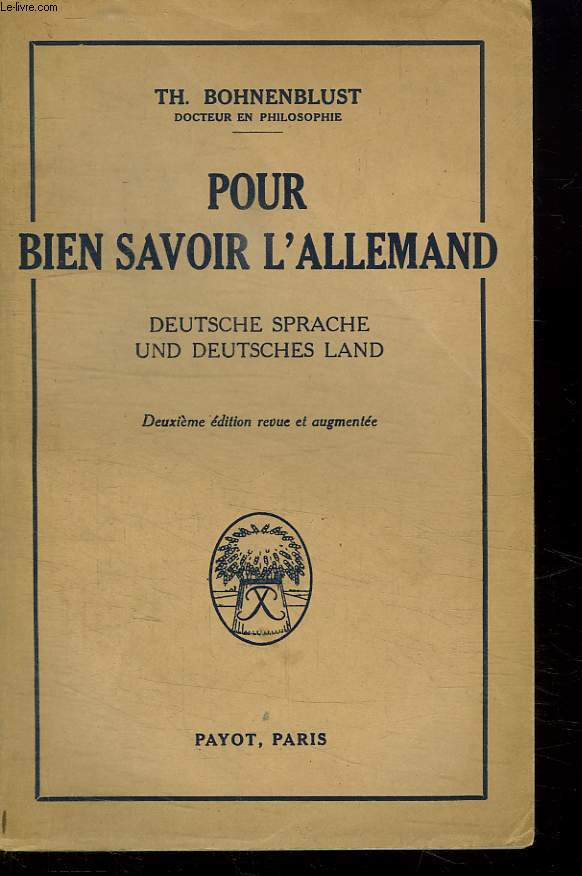 Le-livre.com
TH. BOHNENBLUST
DOCTEUR EN PHILOSOPHIE
POUR
BIEN SAVOIR L'ALLEMAND
DEUTSCHE SPRACHE
UND DEUTSCHES LAND
Deuxième édition revue et augmentée
PAYOT, PARIS